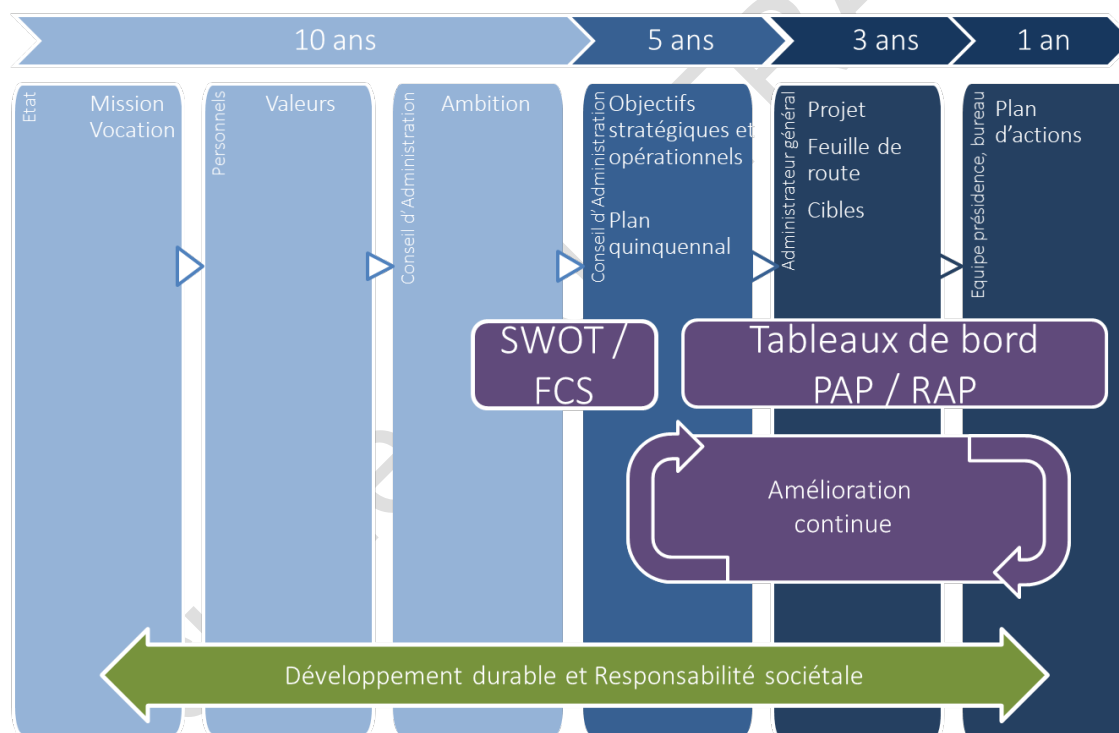 10 ans
5 ans
3 ans
1 an
Etat
Mission
Vocation
Personnels
Valeurs
Conseil d'Administration
Ambition
Conseil d'Administration
Objectifs
stratégiques et
opérationnels
Plan
quinquennal
Administrateur général
Projet
Feuille de
route
Cibles
Equipe présidence, bureau
Plan
d'actions
SWOT /
FCS
Tableaux de bord
PAP / RAP
Amélioration
continue
Développement durable et Responsabilité sociétale